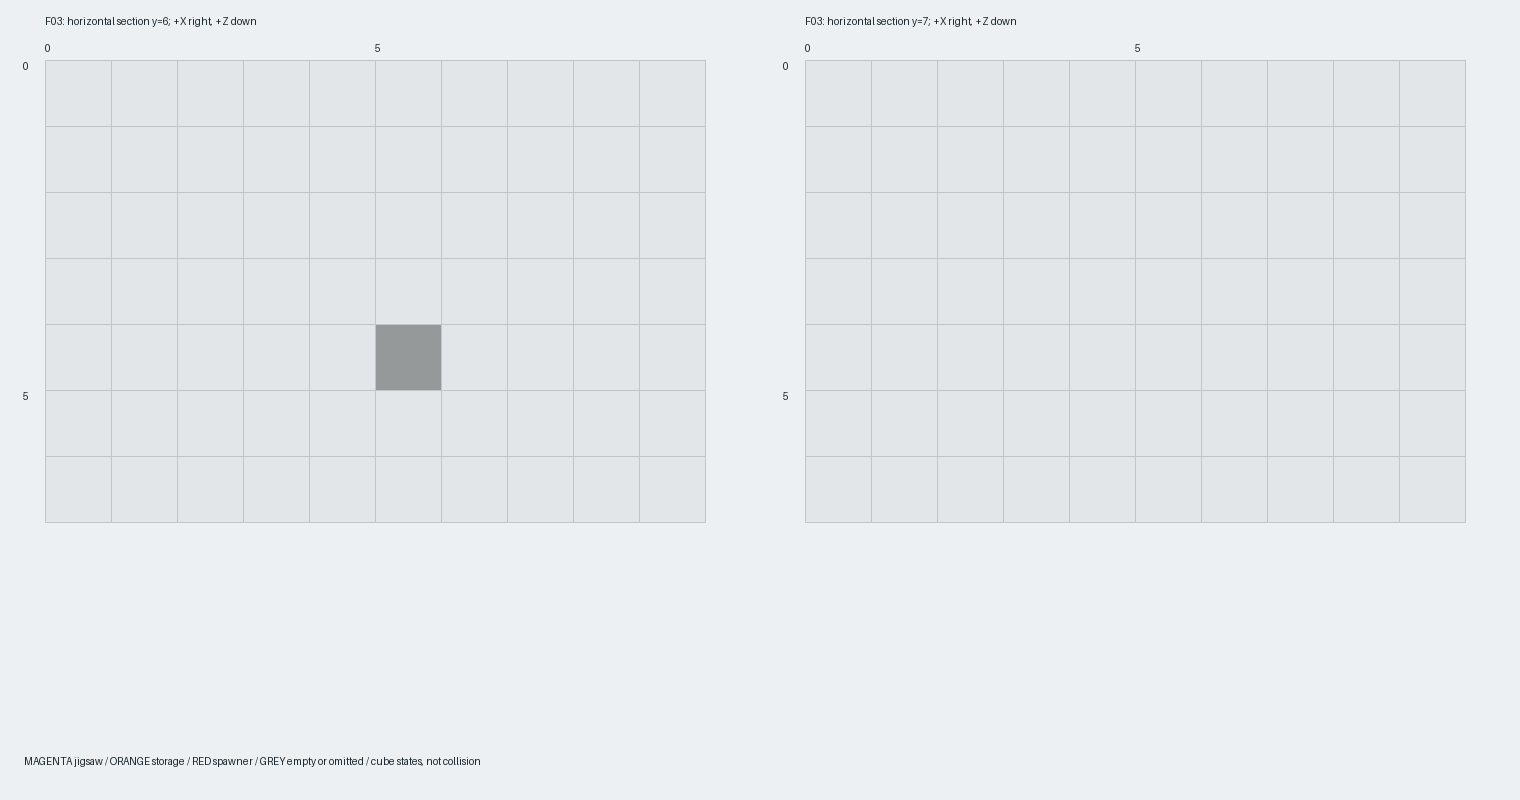 F03: horizontal section y=6; +X right, +Z down
F03: horizontal section y=7; +X right, +Z down
0 5
0 5
0
0
5
5
MAGENTA jigsaw / ORANGE storage / RED spawner / GREY empty or omitted / cube states, not collision